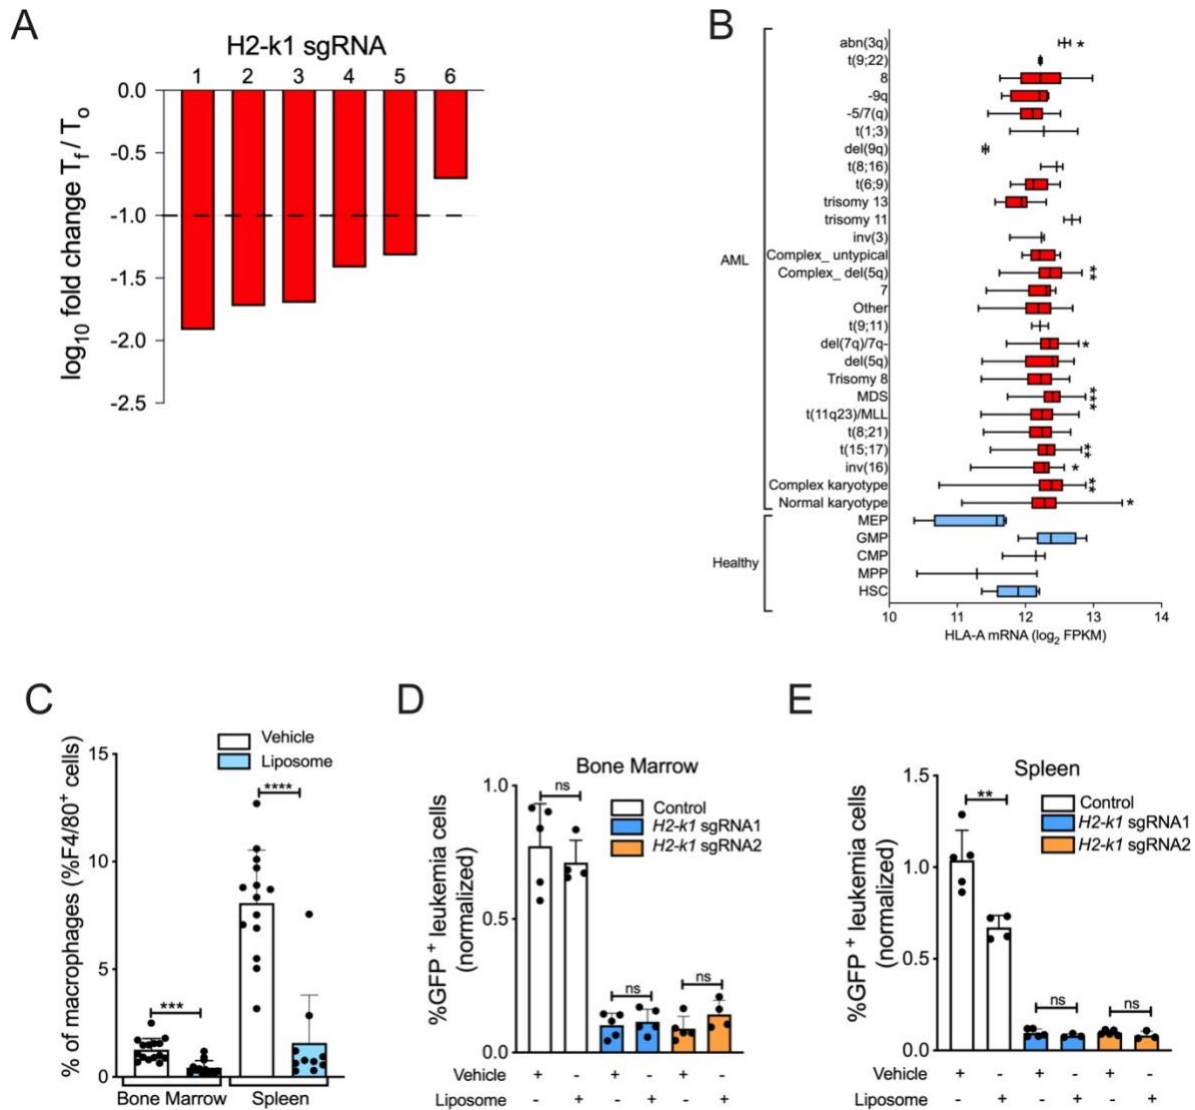 A
H2-k1 sgRNA
1 2 3 4 5 6
0.0
-0.5
-1.0
-1.5
-2.0
-2.5
log10 fold change Tf / To
B
AML
abn(3q)
t(9;22)
8
-9q
-5/7(q)
t(1;3)
del(9q)
t(8;16)
t(6;9)
trisomy 13
trisomy 11
inv(3)
Complex_ untypical
Complex_ del(5q)
7
Other
t(9;11)
del(7q)/7q-
del(5q)
Trisomy 8
MDS
t(11q23)/MLL
t(8;21)
t(15;17)
inv(16)
Complex karyotype
Normal karyotype
Healthy
MEP
GMP
CMP
MPP
HSC
*
**
*
***
**
*
**
*
10 11 12 13 14
HLA-A mRNA (log2 FPKM)
C
Vehicle
Liposome
% of macrophages (%F4/80+ cells)
15
10
5
0
***
****
Bone Marrow Spleen
D
Bone Marrow
Control
H2-k1 sgRNA1
H2-k1 sgRNA2
%GFP + leukemia cells
(normalized)
1.0
0.5
0.0
ns
ns
ns
Vehicle + - + - + -
Liposome - + - + - +
E
Spleen
Control
H2-k1 sgRNA1
H2-k1 sgRNA2
%GFP + leukemia cells
(normalized)
1.5
1.0
0.5
0.0
**
ns
ns
Vehicle + - + - + -
Liposome - + - + - +